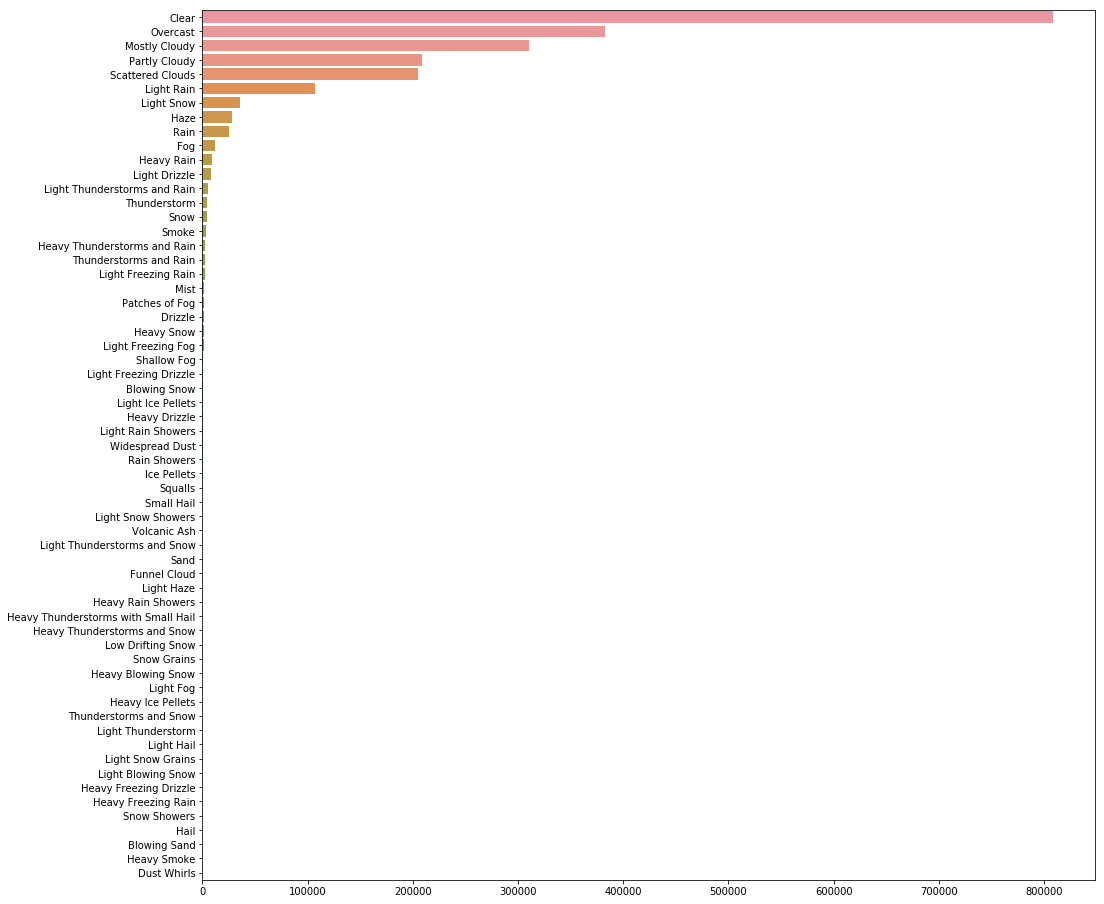 Clear
Overcast
Mostly Cloudy
Partly Cloudy
Scattered Clouds
Light Rain
Light Snow
Haze
Rain
Fog
Heavy Rain
Light Drizzle
Light Thunderstorms and Rain
Thunderstorm
Snow
Smoke
Heavy Thunderstorms and Rain
Thunderstorms and Rain
Light Freezing Rain
Mist
Patches of Fog
Drizzle
Heavy Snow
Light Freezing Fog
Shallow Fog
Light Freezing Drizzle
Blowing Snow
Light Ice Pellets
Heavy Drizzle
Light Rain Showers
Widespread Dust
Rain Showers
Ice Pellets
Squalls
Small Hail
Light Snow Showers
Volcanic Ash
Light Thunderstorms and Snow
Sand
Funnel Cloud
Light Haze
Heavy Rain Showers
Heavy Thunderstorms with Small Hail
Heavy Thunderstorms and Snow
Low Drifting Snow
Snow Grains
Heavy Blowing Snow
Light Fog
Heavy Ice Pellets
Thunderstorms and Snow
Light Thunderstorm
Light Hail
Light Snow Grains
Light Blowing Snow
Heavy Freezing Drizzle
Heavy Freezing Rain
Snow Showers
Hail
Blowing Sand
Heavy Smoke
Dust Whirls
0 100000 200000 300000 400000 500000 600000 700000 800000